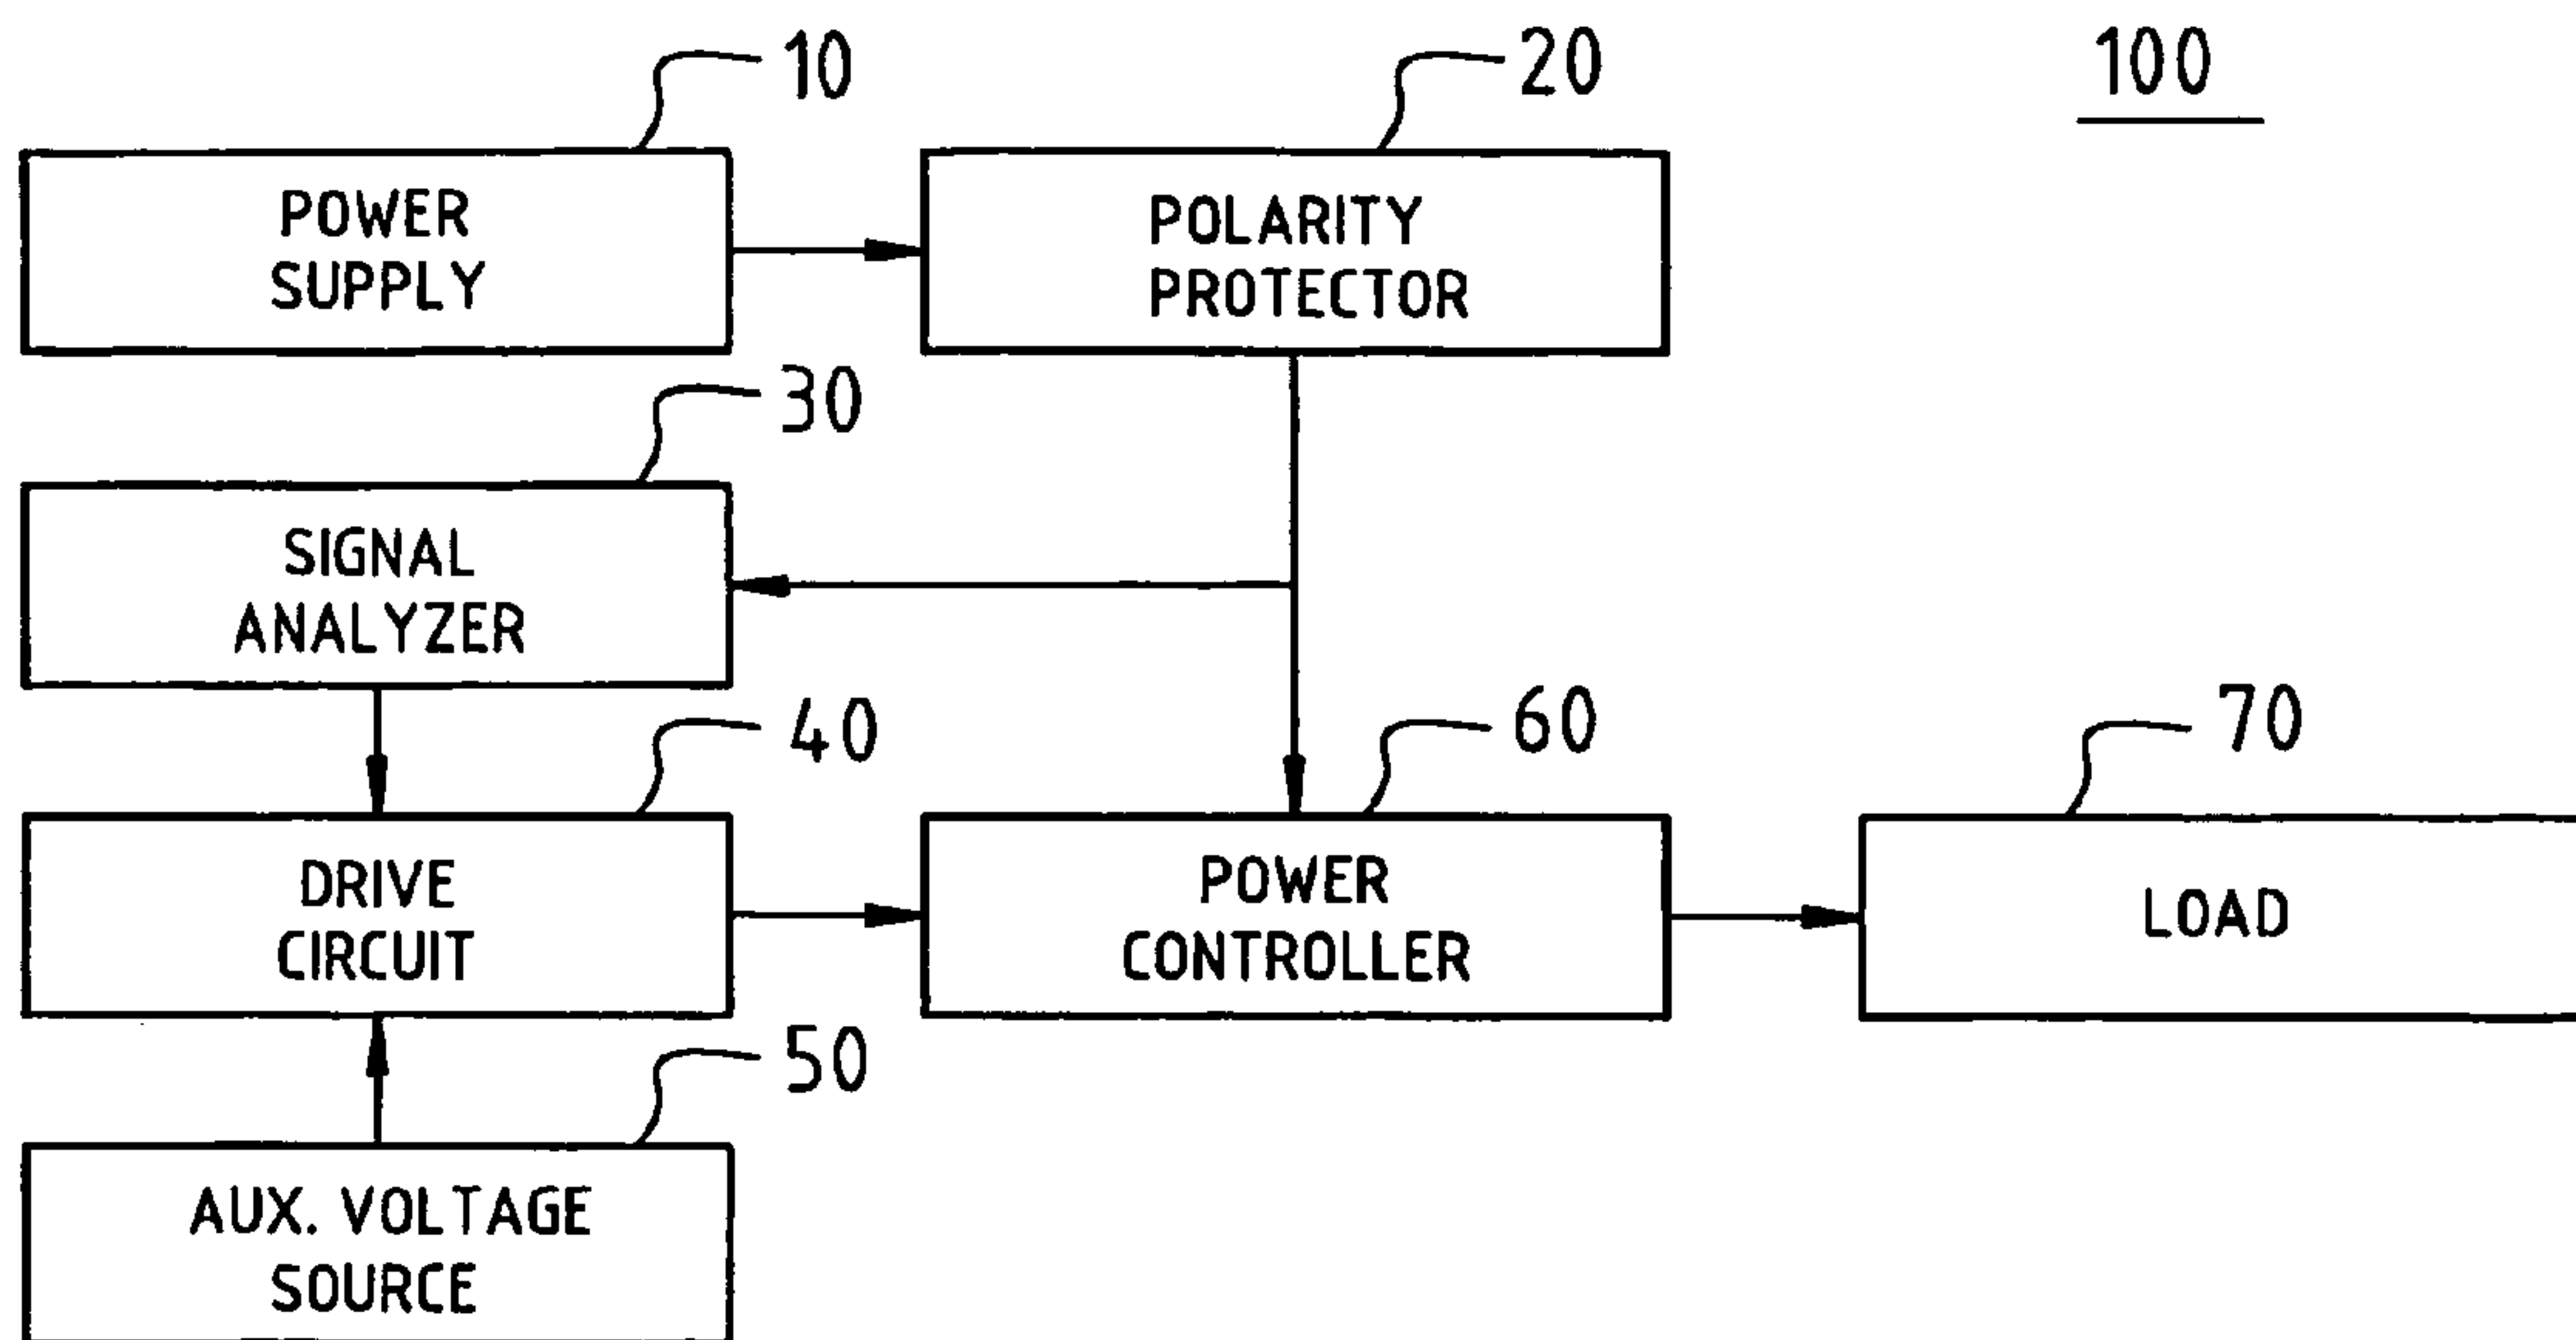 10
20
100
POWER
SUPPLY
POLARITY
PROTECTOR
30
SIGNAL
ANALYZER
40
60
70
DRIVE
CIRCUIT
POWER
CONTROLLER
LOAD
50
AUX. VOLTAGE
SOURCE